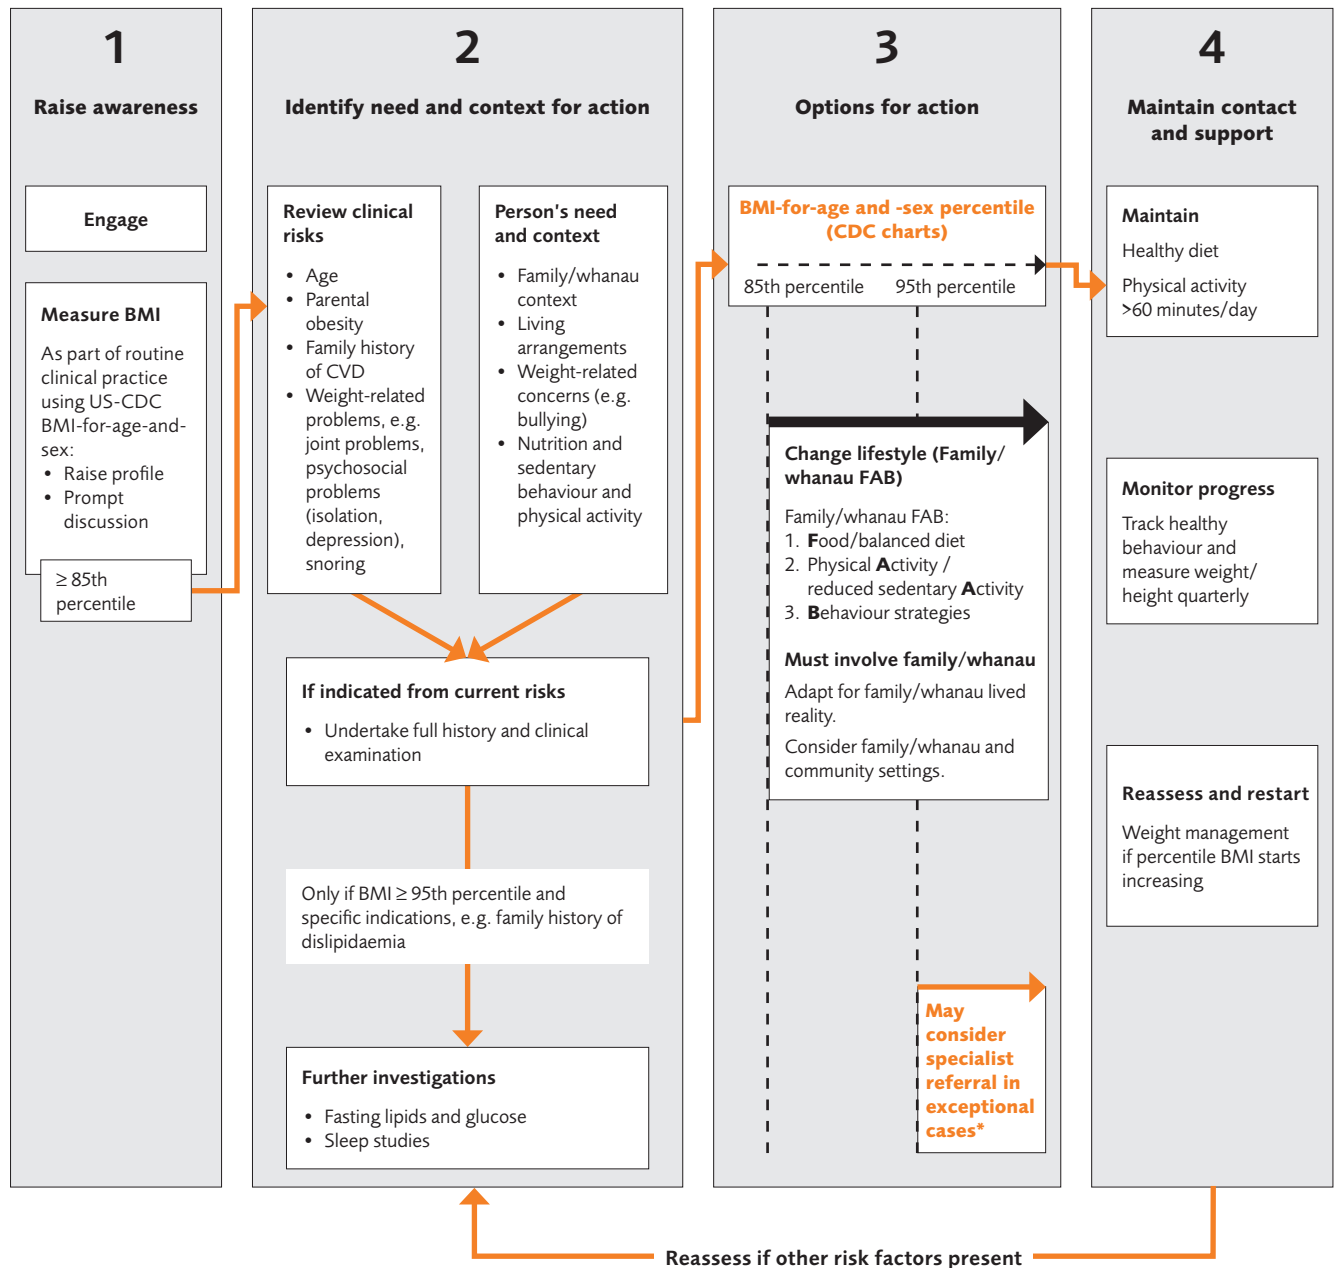 1
Raise awareness
Engage
Measure BMI
As part of routine
clinical practice
using US-CDC
BMI-for-age-and-
sex:
• Raise profile
• Prompt
discussion
≥ 85th
percentile
2
Identify need and context for action
Review clinical
risks
• Age
• Parental
obesity
• Family history
of CVD
• Weight-related
problems, e.g.
joint problems,
psychosocial
problems
(isolation,
depression),
snoring
Person's need
and context
• Family/whanau
context
• Living
arrangements
• Weight-related
concerns (e.g.
bullying)
• Nutrition and
sedentary
behaviour and
physical activity
If indicated from current risks
• Undertake full history and clinical
examination
Only if BMI ≥ 95th percentile and
specific indications, e.g. family history of
dislipidaemia
Further investigations
• Fasting lipids and glucose
• Sleep studies
3
Options for action
BMI-for-age and -sex percentile
(CDC charts)
85th percentile 95th percentile
Change lifestyle (Family/
whanau FAB)
Family/whanau FAB:
1. Food/balanced diet
2. Physical Activity /
reduced sedentary Activity
3. Behaviour strategies
Must involve family/whanau
Adapt for family/whanau lived
reality.
Consider family/whanau and
community settings.
May
consider
specialist
referral in
exceptional
cases*
4
Maintain contact
and support
Maintain
Healthy diet
Physical activity
>60 minutes/day
Monitor progress
Track healthy
behaviour and
measure weight/
height quarterly
Reassess and restart
Weight management
if percentile BMI starts
increasing
Reassess if other risk factors present